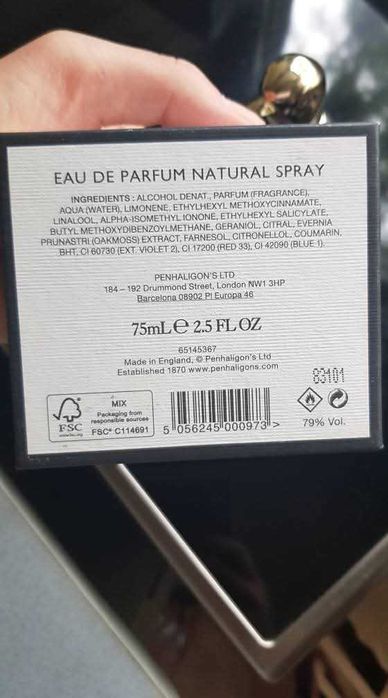 EAU DE PARFUM NATURAL SPRAY
INGREDIENTS : ALCOHOL DENAT., PARFUM (FRAGRANCE),
AQUA (WATER), LIMONENE, ETHYLHEXYL METHOXYCINNAMATE,
LINALOOL, ALPHA-ISOMETHYL IONONE, ETHYLHEXYL SALICYLATE,
BUTYL METHOXYDIBENZOYLMETHANE, GERANIOL, CITRAL, EVERNIA
PRUNASTRI (OAKMOSS) EXTRACT, FARNESOL, CITRONELLOL, COUMARIN,
BHT, CI 60730 (EXT. VIOLET 2), CI 17200 (RED 33), CI 42090 (BLUE 1).
PENHALIGON'S LTD
184 – 192 Drummond Street, London NW1 3HP
Barcelona 08902 Pl Europa 46
75mL e 2.5 FL OZ
65145367
Made in England, © Penhaligon's Ltd
Established 1870 www.penhaligons.com
83101
FSC
www.fsc.org
MIX
Packaging from
responsible sources
FSC® C114691
5 056245 000973 >
79% Vol.